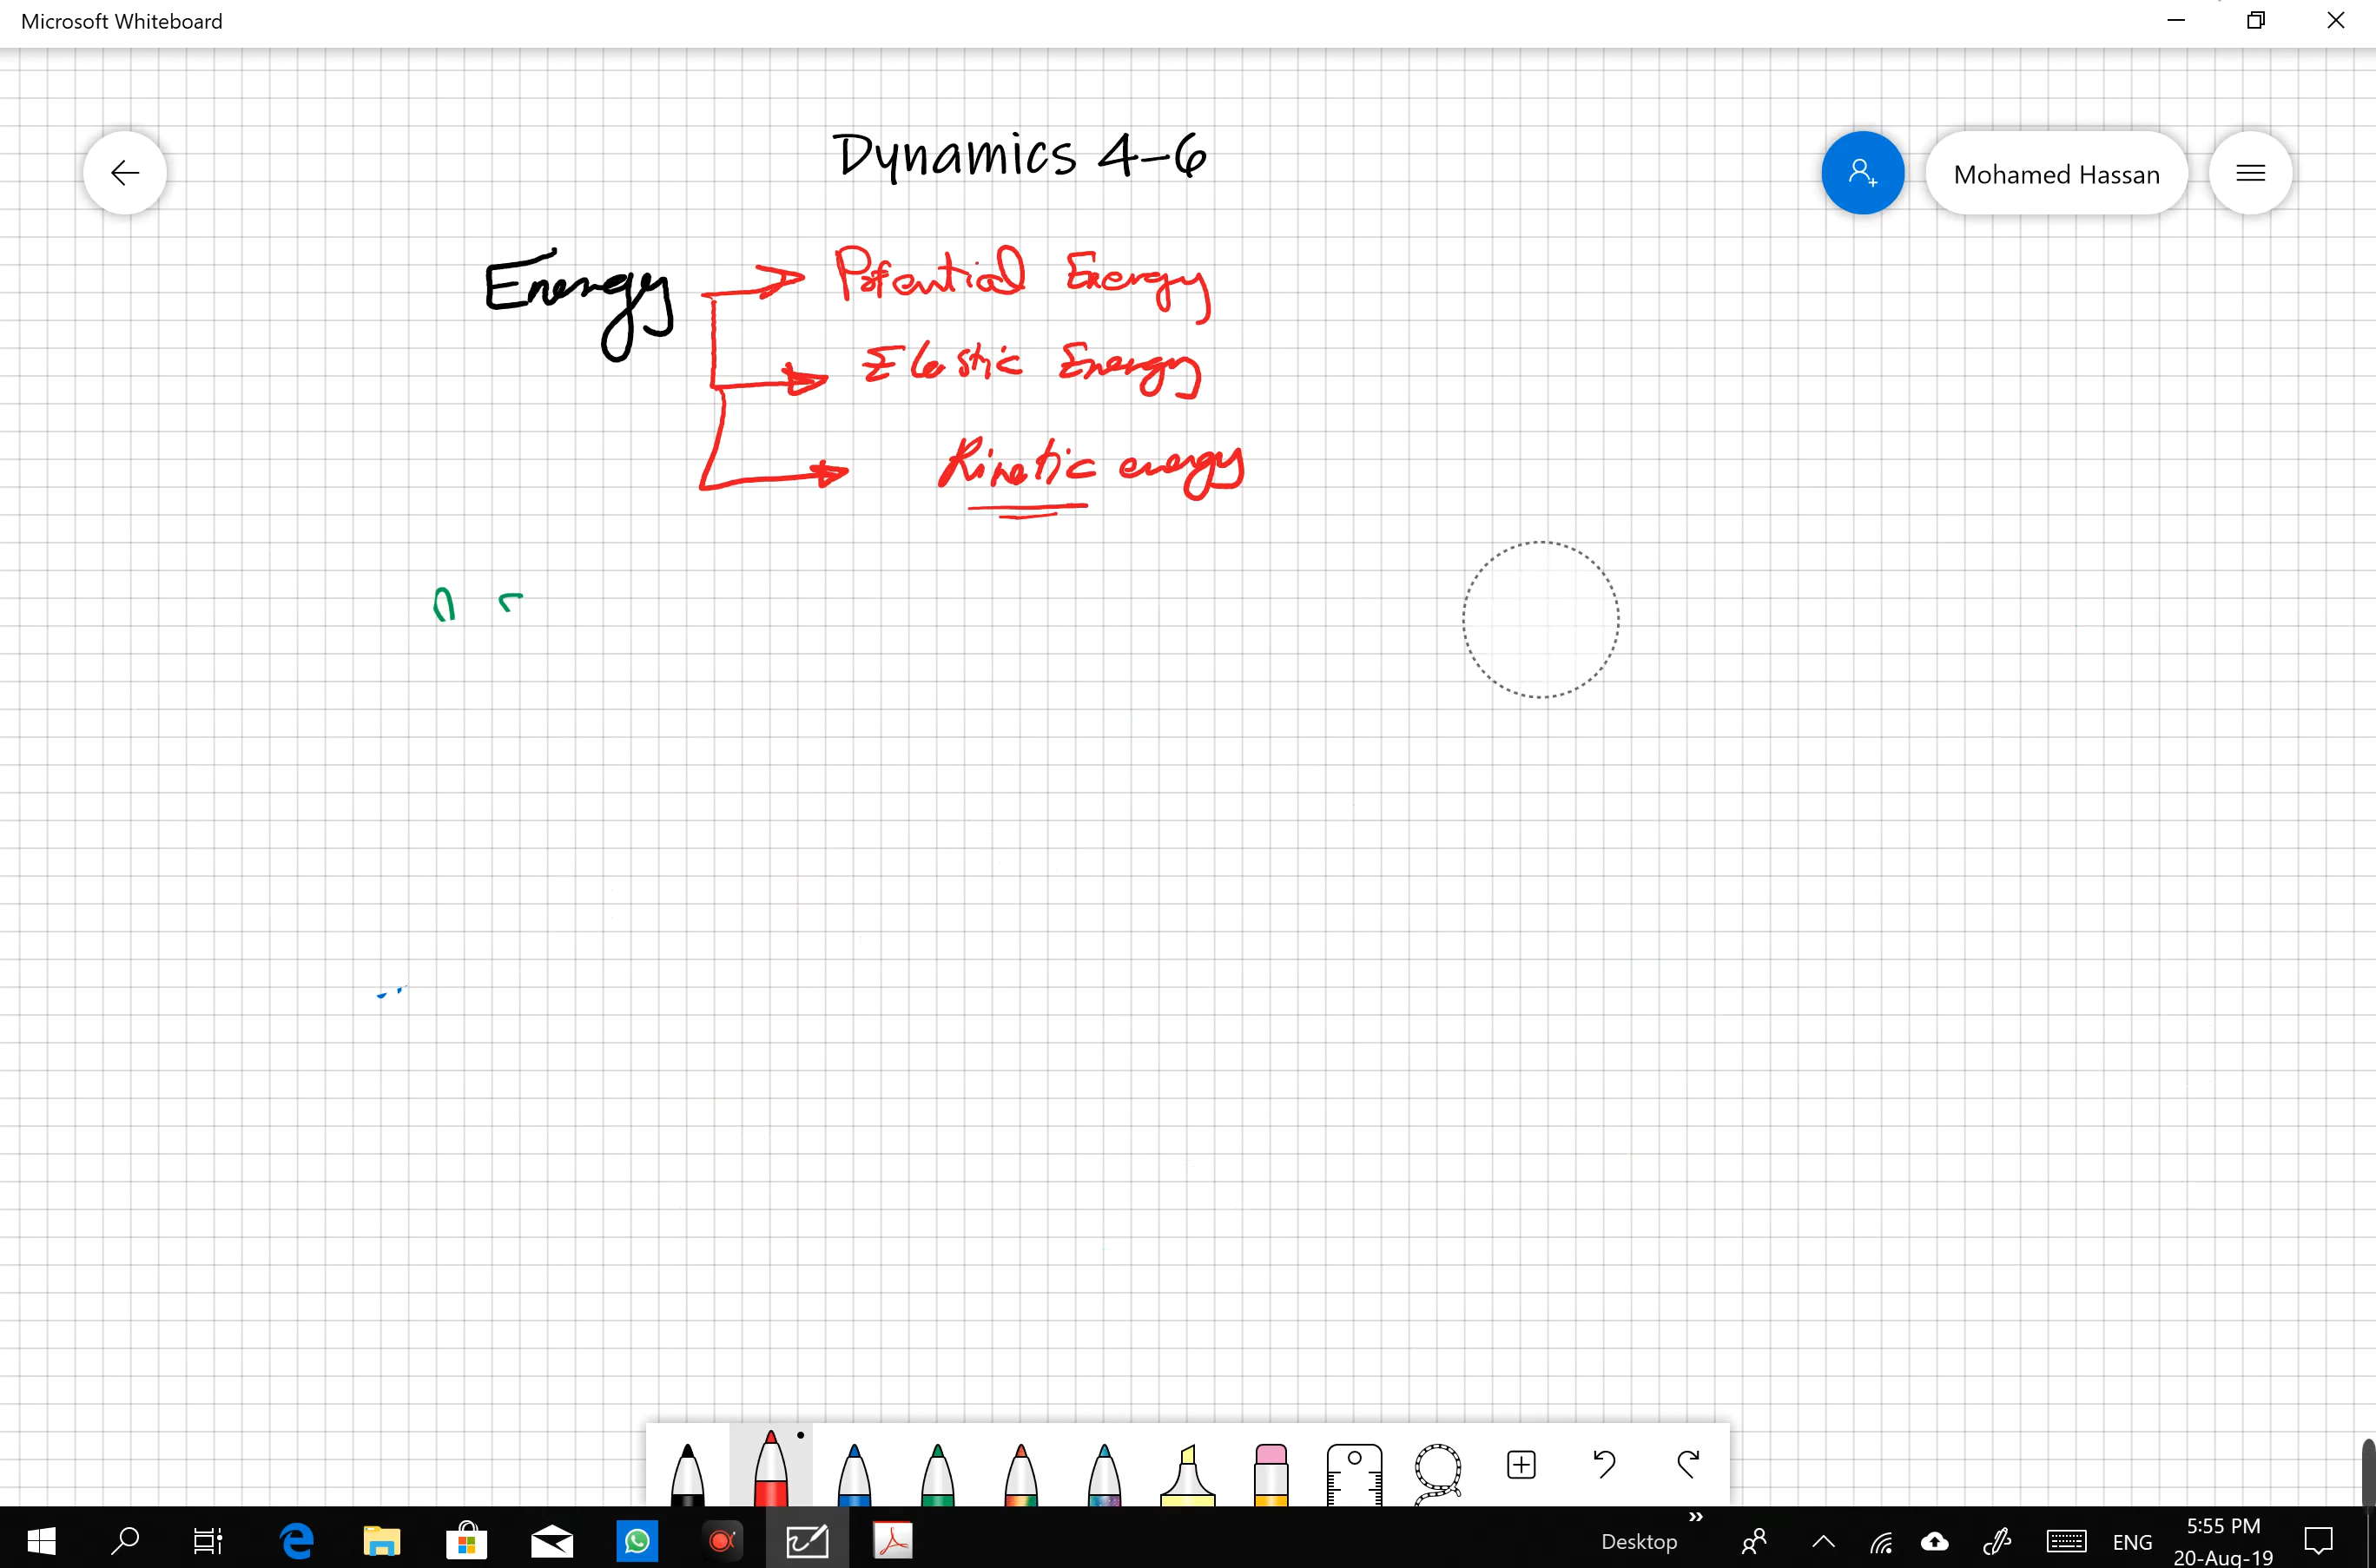 Microsoft Whiteboard
Dynamics 4-6
Mohamed Hassan
Energy
Potential Energy
Elastic Energy
Kinetic energy
Desktop
ENG
5:55 PM
20-Aug-19